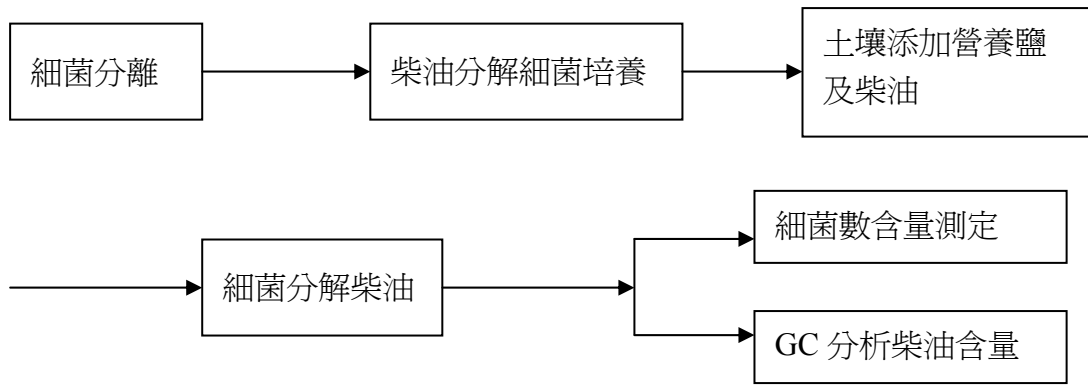 細菌分離
柴油分解細菌培養
土壤添加營養鹽
及柴油
細菌分解柴油
細菌數含量測定
GC 分析柴油含量